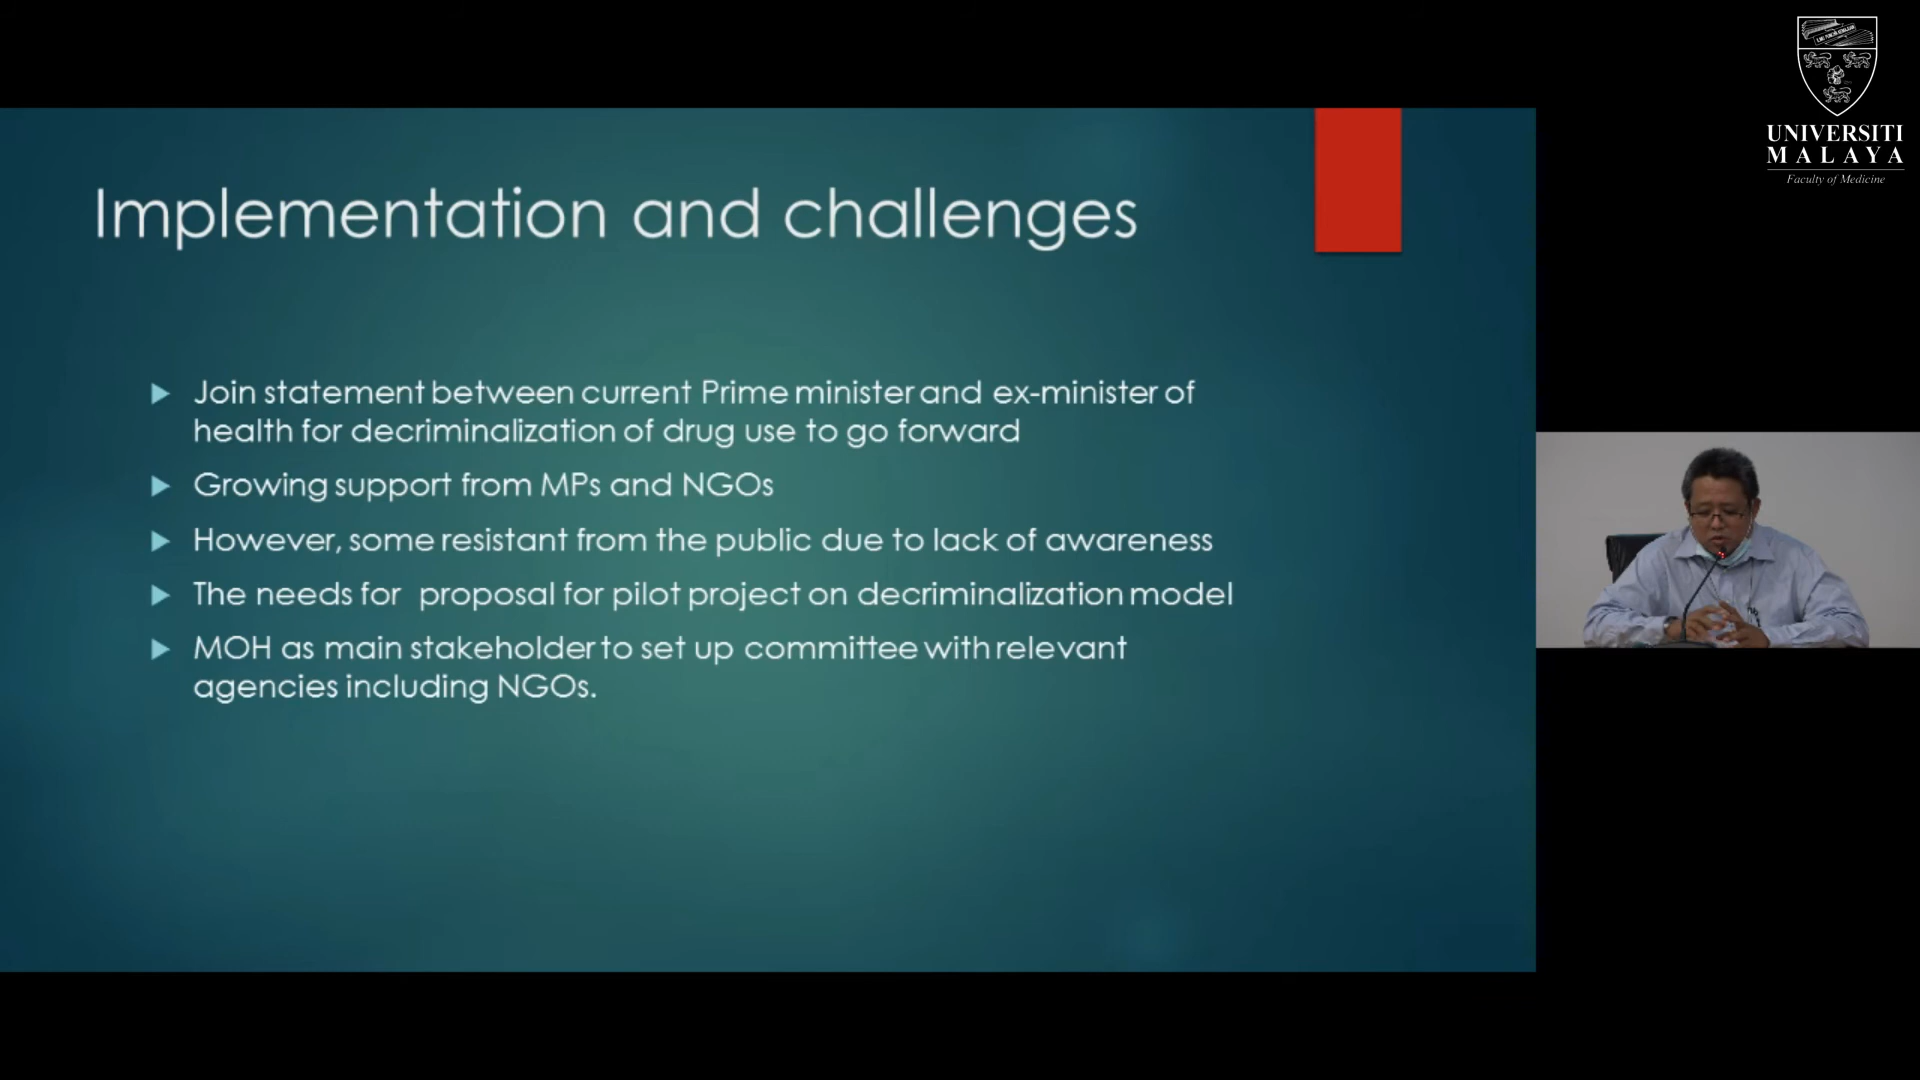 Implementation and challenges
Join statement between current Prime minister and ex-minister of
health for decriminalization of drug use to go forward
Growing support from MPs and NGOs
However, some resistant from the public due to lack of awareness
The needs for proposal for pilot project on decriminalization model
MOH as main stakeholder to set up committee with relevant
agencies including NGOs.
UNIVERSITI
MALAYA
Faculty of Medicine